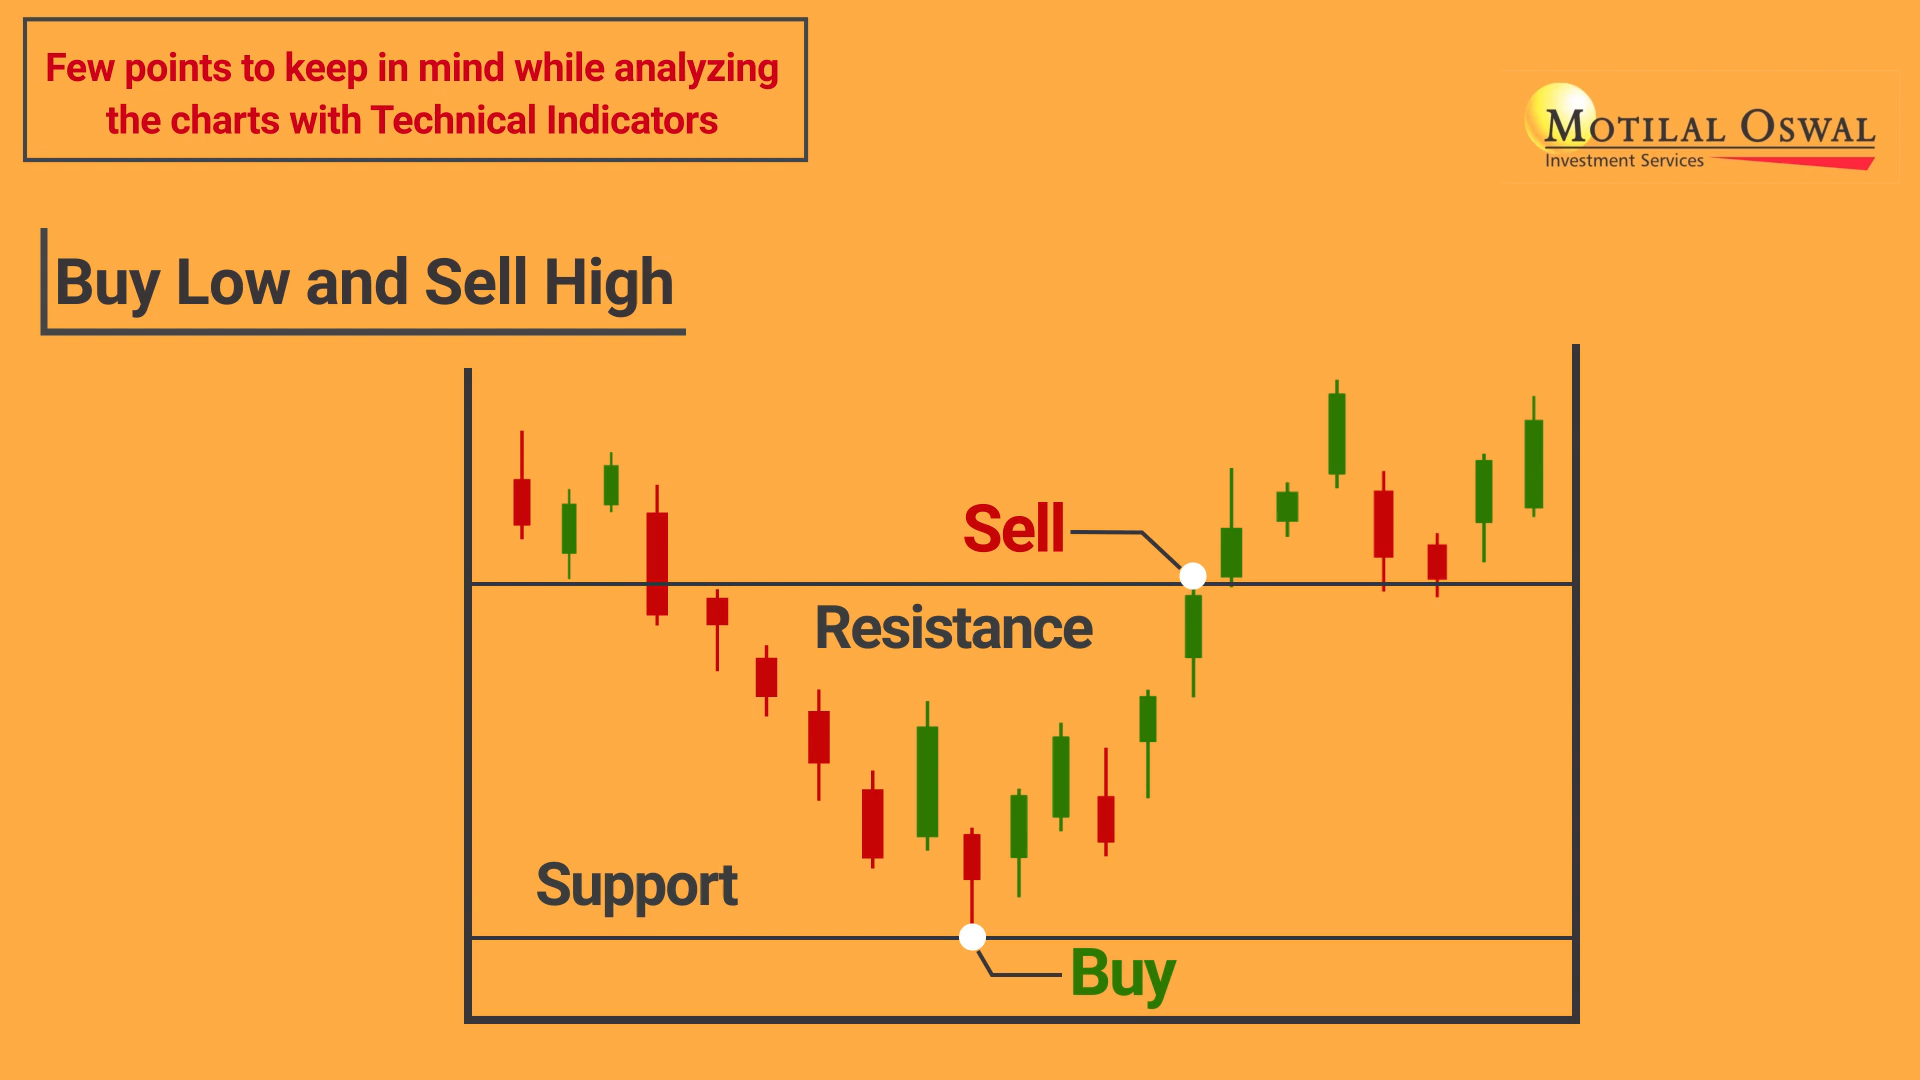 Few points to keep in mind while analyzing
the charts with Technical Indicators
MOTILAL OSWAL
Investment Services
Buy Low and Sell High
Sell
Resistance
Support
Buy